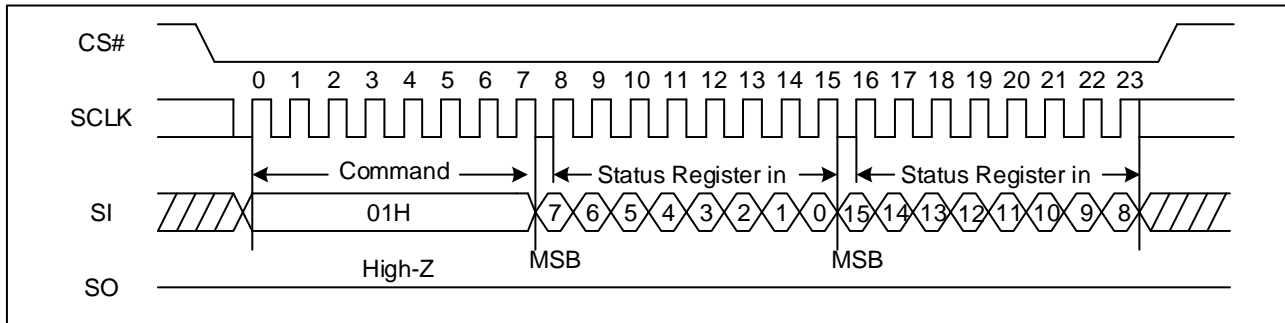 CS#
0 1 2 3 4 5 6 7 8 9 10 11 12 13 14 15 16 17 18 19 20 21 22 23
SCLK
Command Status Register in Status Register in
SI 01H 7 6 5 4 3 2 1 0 15 14 13 12 11 10 9 8
High-Z MSB MSB
SO